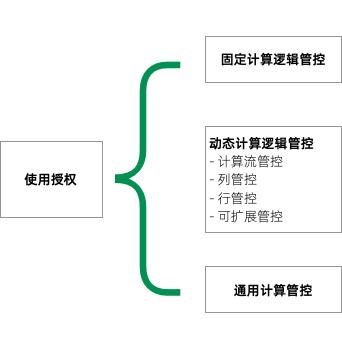 使用授权
固定计算逻辑管控
动态计算逻辑管控
- 计算流管控
- 列管控
- 行管控
- 可扩展管控
通用计算管控